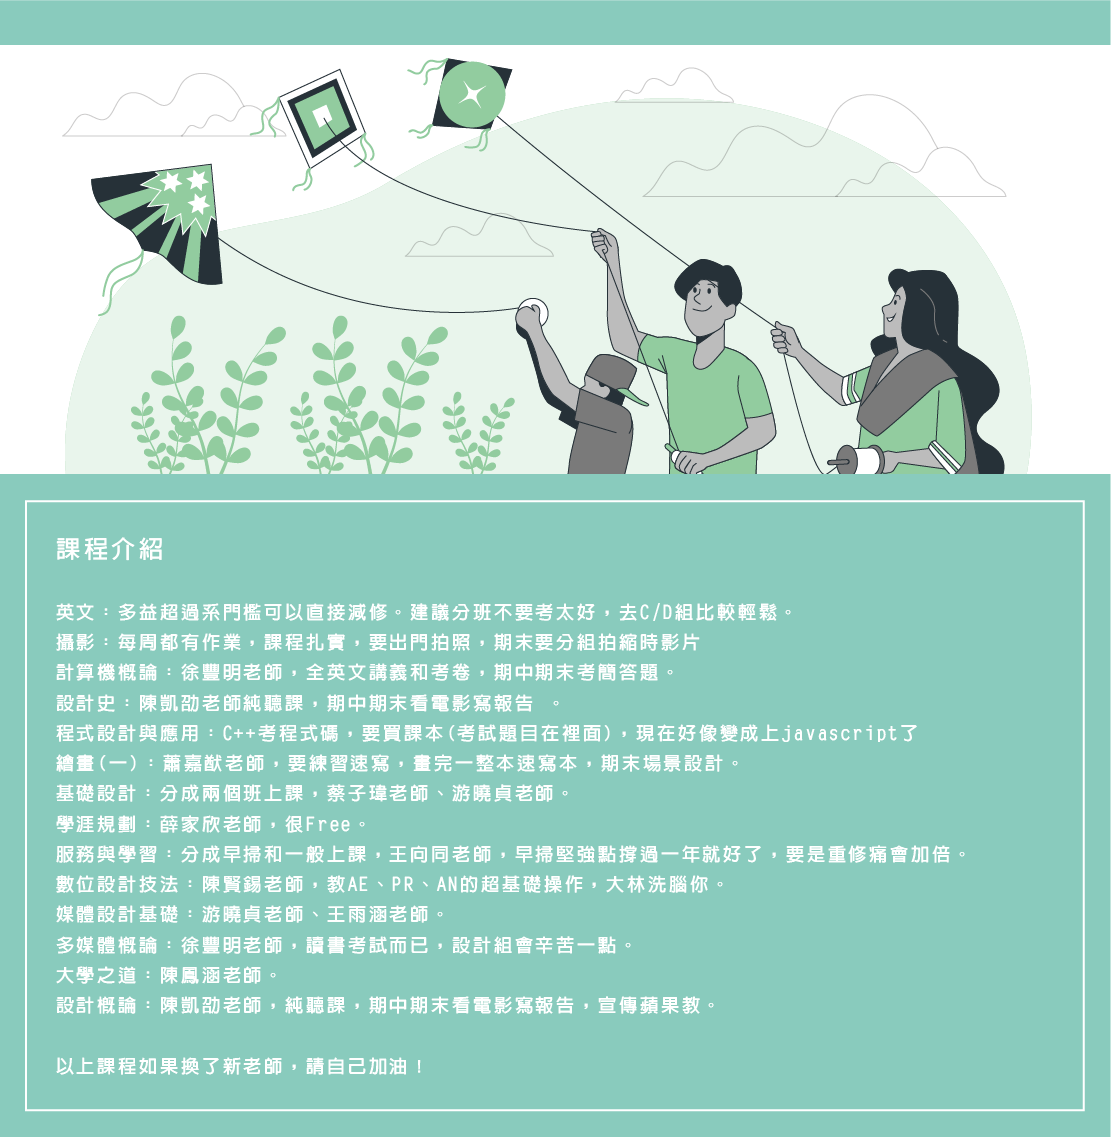 課程介紹
英文：多益超過系門檻可以直接減修。建議分班不要考太好，去C/D組比較輕鬆。
攝影：每周都有作業，課程扎實，要出門拍照，期末要分組拍縮時影片
計算機概論：徐豐明老師，全英文講義和考卷，期中期末考簡答題。
設計史：陳凱劭老師純聽課，期中期末看電影寫報告 。
程式設計與應用：C++考程式碼，要買課本(考試題目在裡面)，現在好像變成上javascript了
繪畫(一)：蕭嘉猷老師，要練習速寫，畫完一整本速寫本，期末場景設計。
基礎設計：分成兩個班上課，蔡子瑋老師、游曉貞老師。
學涯規劃：薛家欣老師，很Free。
服務與學習：分成早掃和一般上課，王向同老師，早掃堅強點撐過一年就好了，要是重修痛會加倍。
數位設計技法：陳賢錫老師，教AE、PR、AN的超基礎操作，大林洗腦你。
媒體設計基礎：游曉貞老師、王雨涵老師。
多媒體概論：徐豐明老師，讀書考試而已，設計組會辛苦一點。
大學之道：陳鳳涵老師。
設計概論：陳凱劭老師，純聽課，期中期末看電影寫報告，宣傳蘋果教。
以上課程如果換了新老師，請自己加油！